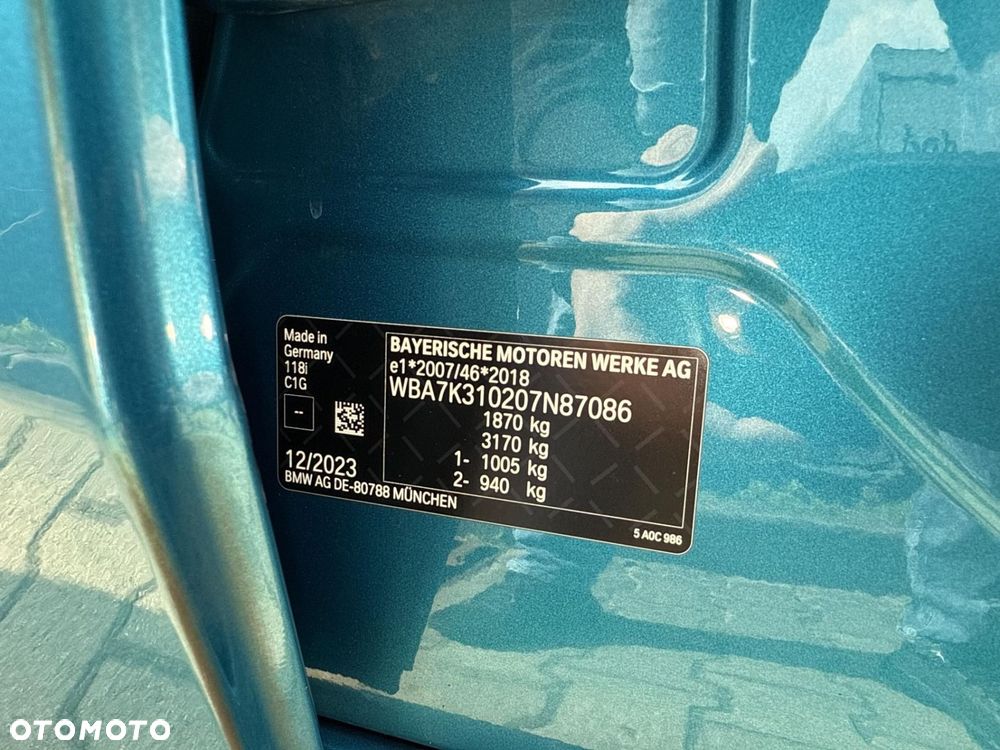 Made in
Germany
118i
C1G
--
12/2023
BMW AG DE-80788 MÜNCHEN
BAYERISCHE MOTOREN WERKE AG
e1*2007/46*2018
WBA7K310207N87086
1870 kg
3170 kg
1- 1005 kg
2- 940 kg
5 A0C 986
OTOMOTO